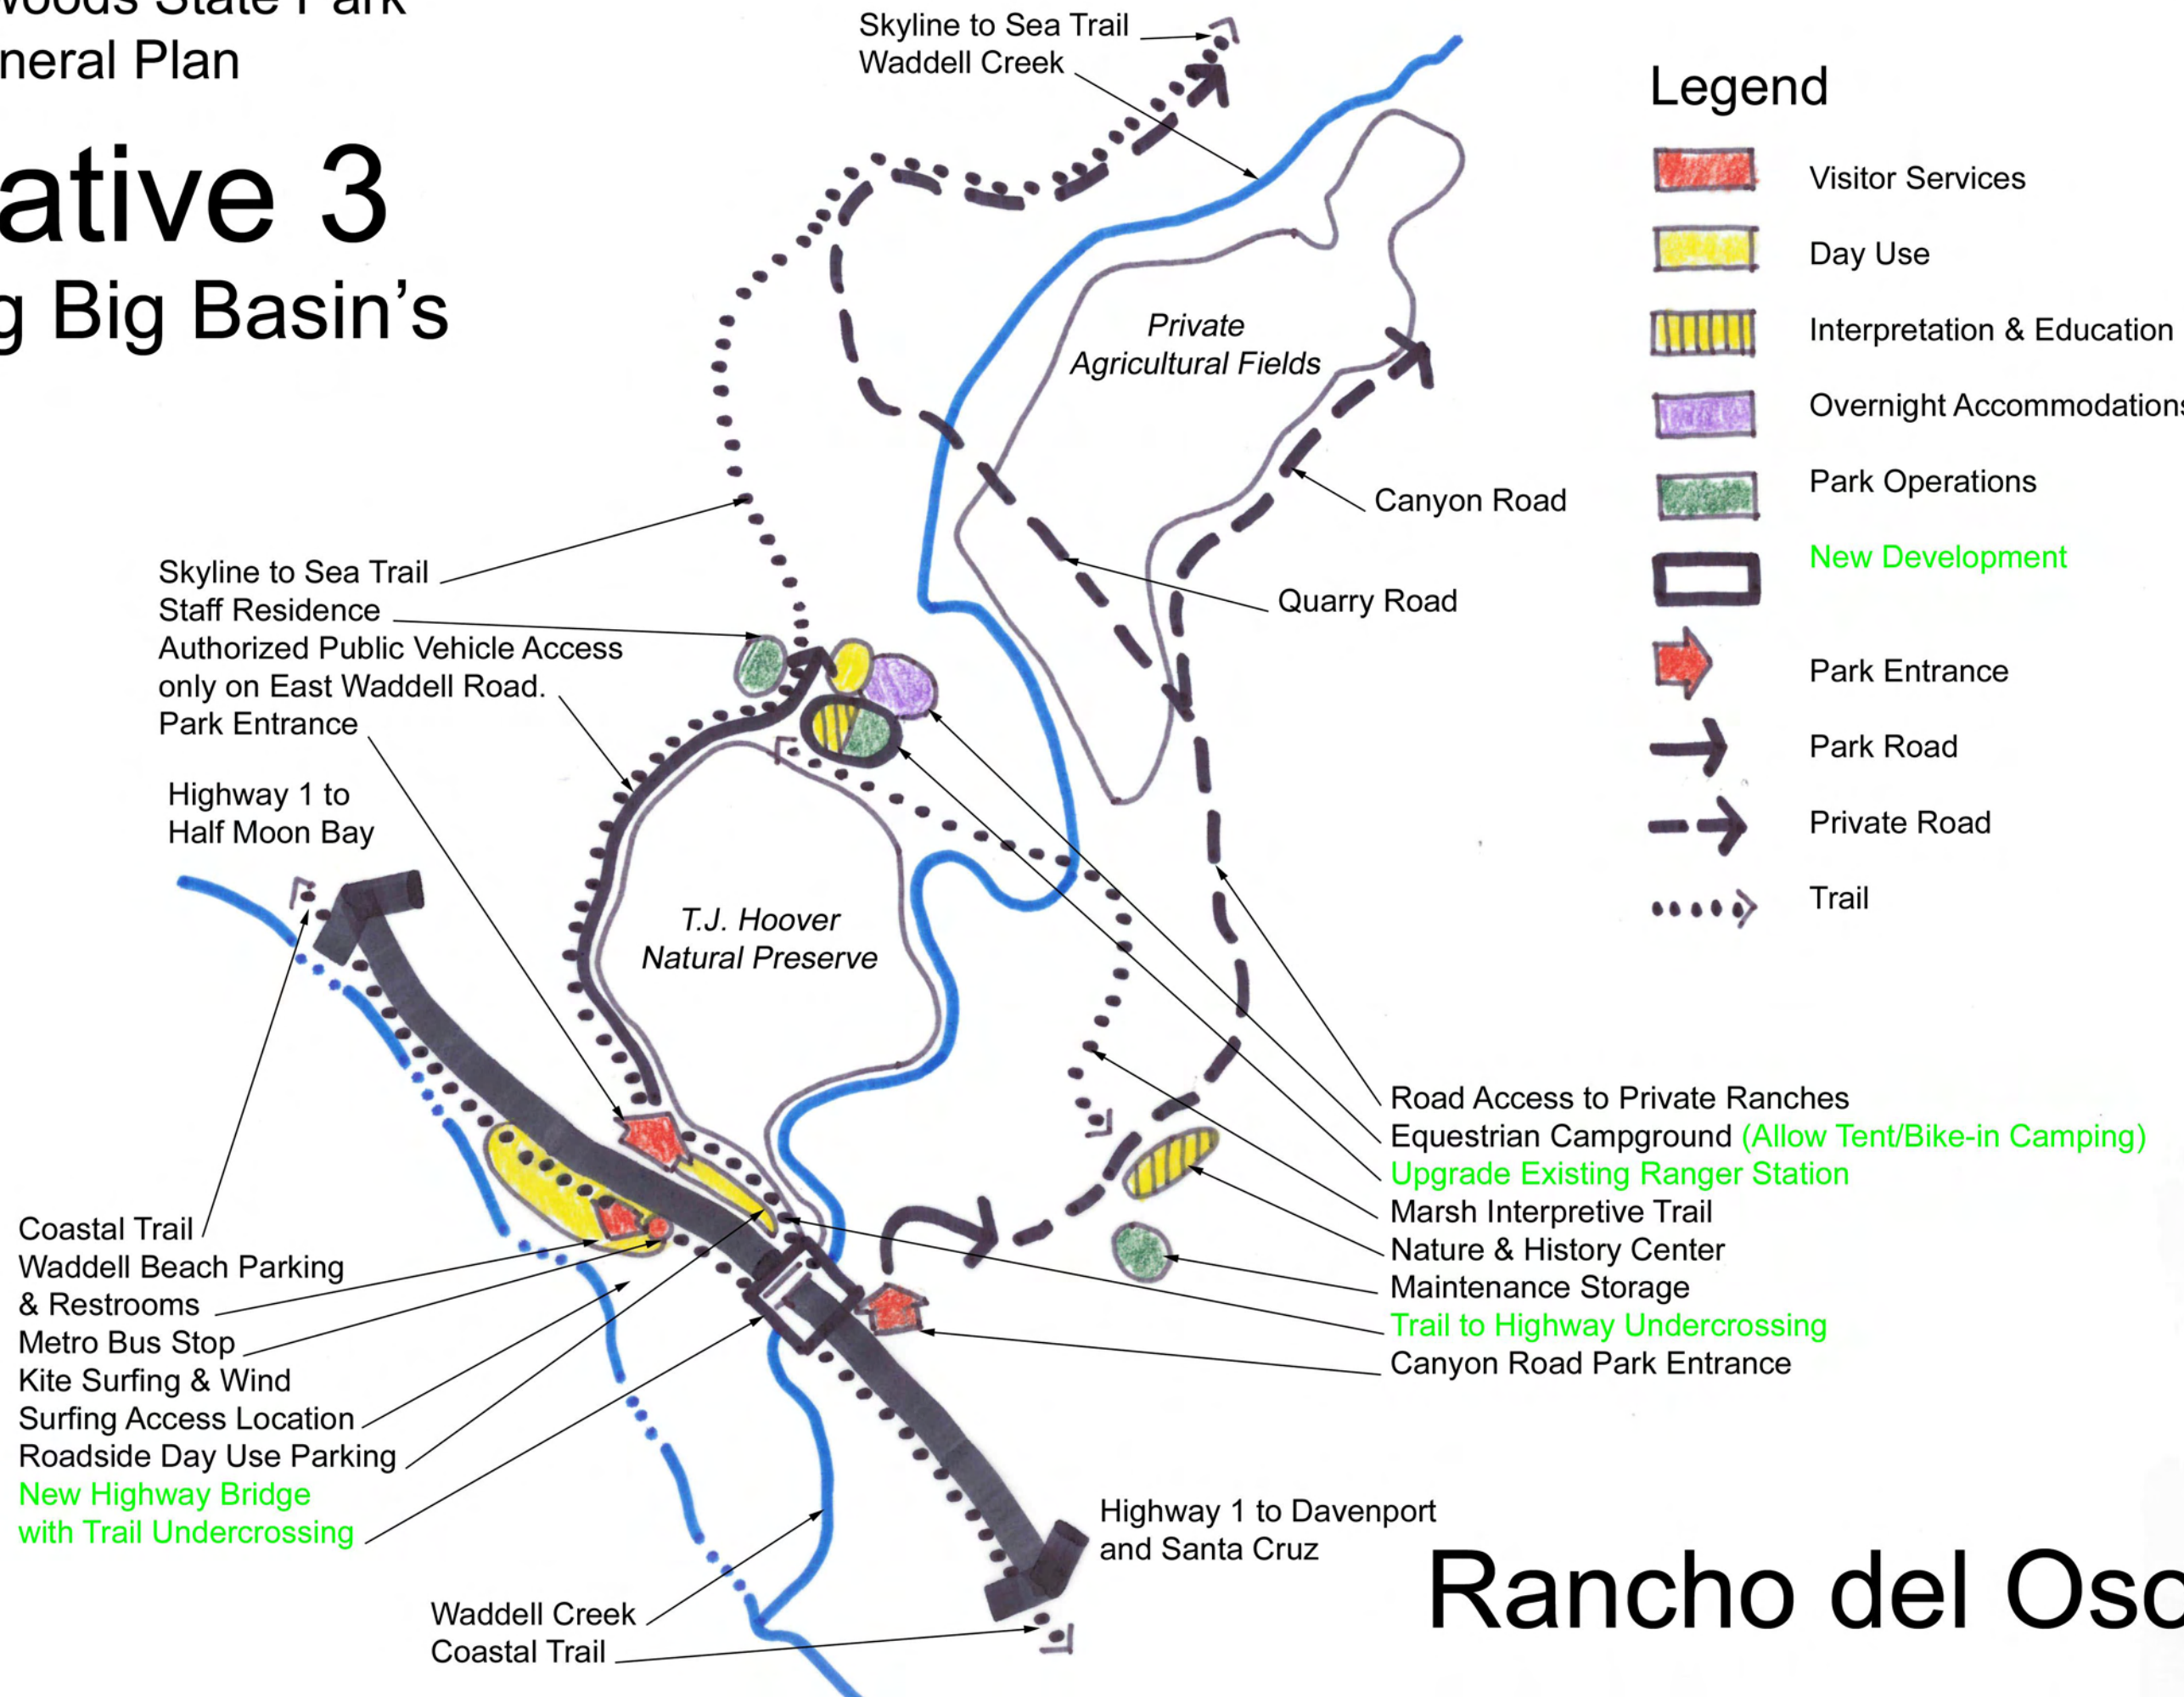 woods State Park
neral Plan
ative 3
g Big Basin's
Skyline to Sea Trail
Waddell Creek
Legend
Visitor Services
Day Use
Interpretation & Education
Overnight Accommodations
Park Operations
New Development
Park Entrance
Park Road
Private Road
Trail
Private
Agricultural Fields
Canyon Road
Quarry Road
Skyline to Sea Trail
Staff Residence
Authorized Public Vehicle Access
only on East Waddell Road.
Park Entrance
Highway 1 to
Half Moon Bay
T.J. Hoover
Natural Preserve
Road Access to Private Ranches
Equestrian Campground (Allow Tent/Bike-in Camping)
Upgrade Existing Ranger Station
Marsh Interpretive Trail
Nature & History Center
Maintenance Storage
Trail to Highway Undercrossing
Canyon Road Park Entrance
Coastal Trail
Waddell Beach Parking
& Restrooms
Metro Bus Stop
Kite Surfing & Wind
Surfing Access Location
Roadside Day Use Parking
New Highway Bridge
with Trail Undercrossing
Highway 1 to Davenport
and Santa Cruz
Waddell Creek
Coastal Trail
Rancho del Oso